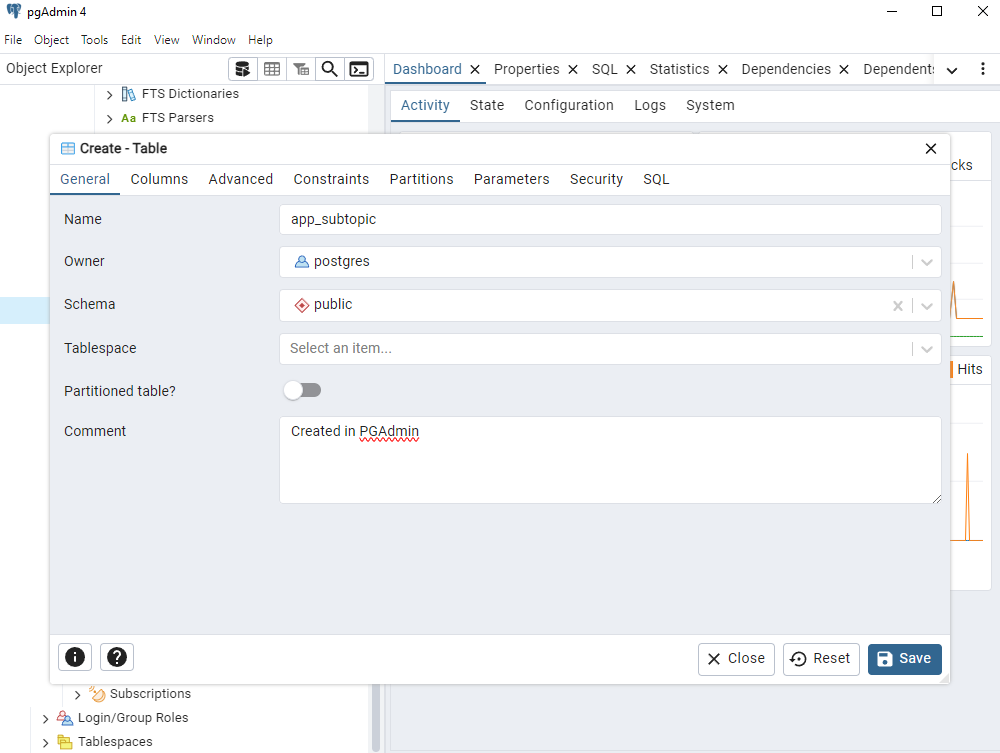 pgAdmin 4
File Object Tools Edit View Window Help
Object Explorer
Dashboard Properties SQL Statistics Dependencies Dependents
FTS Dictionaries
Aa FTS Parsers
Activity State Configuration Logs System
cks
Create - Table
General Columns Advanced Constraints Partitions Parameters Security SQL
Name app_subtopic
Owner postgres
Schema public
Tablespace Select an item...
Partitioned table?
Comment Created in PGAdmin
Hits
Close Reset Save
Subscriptions
Login/Group Roles
Tablespaces